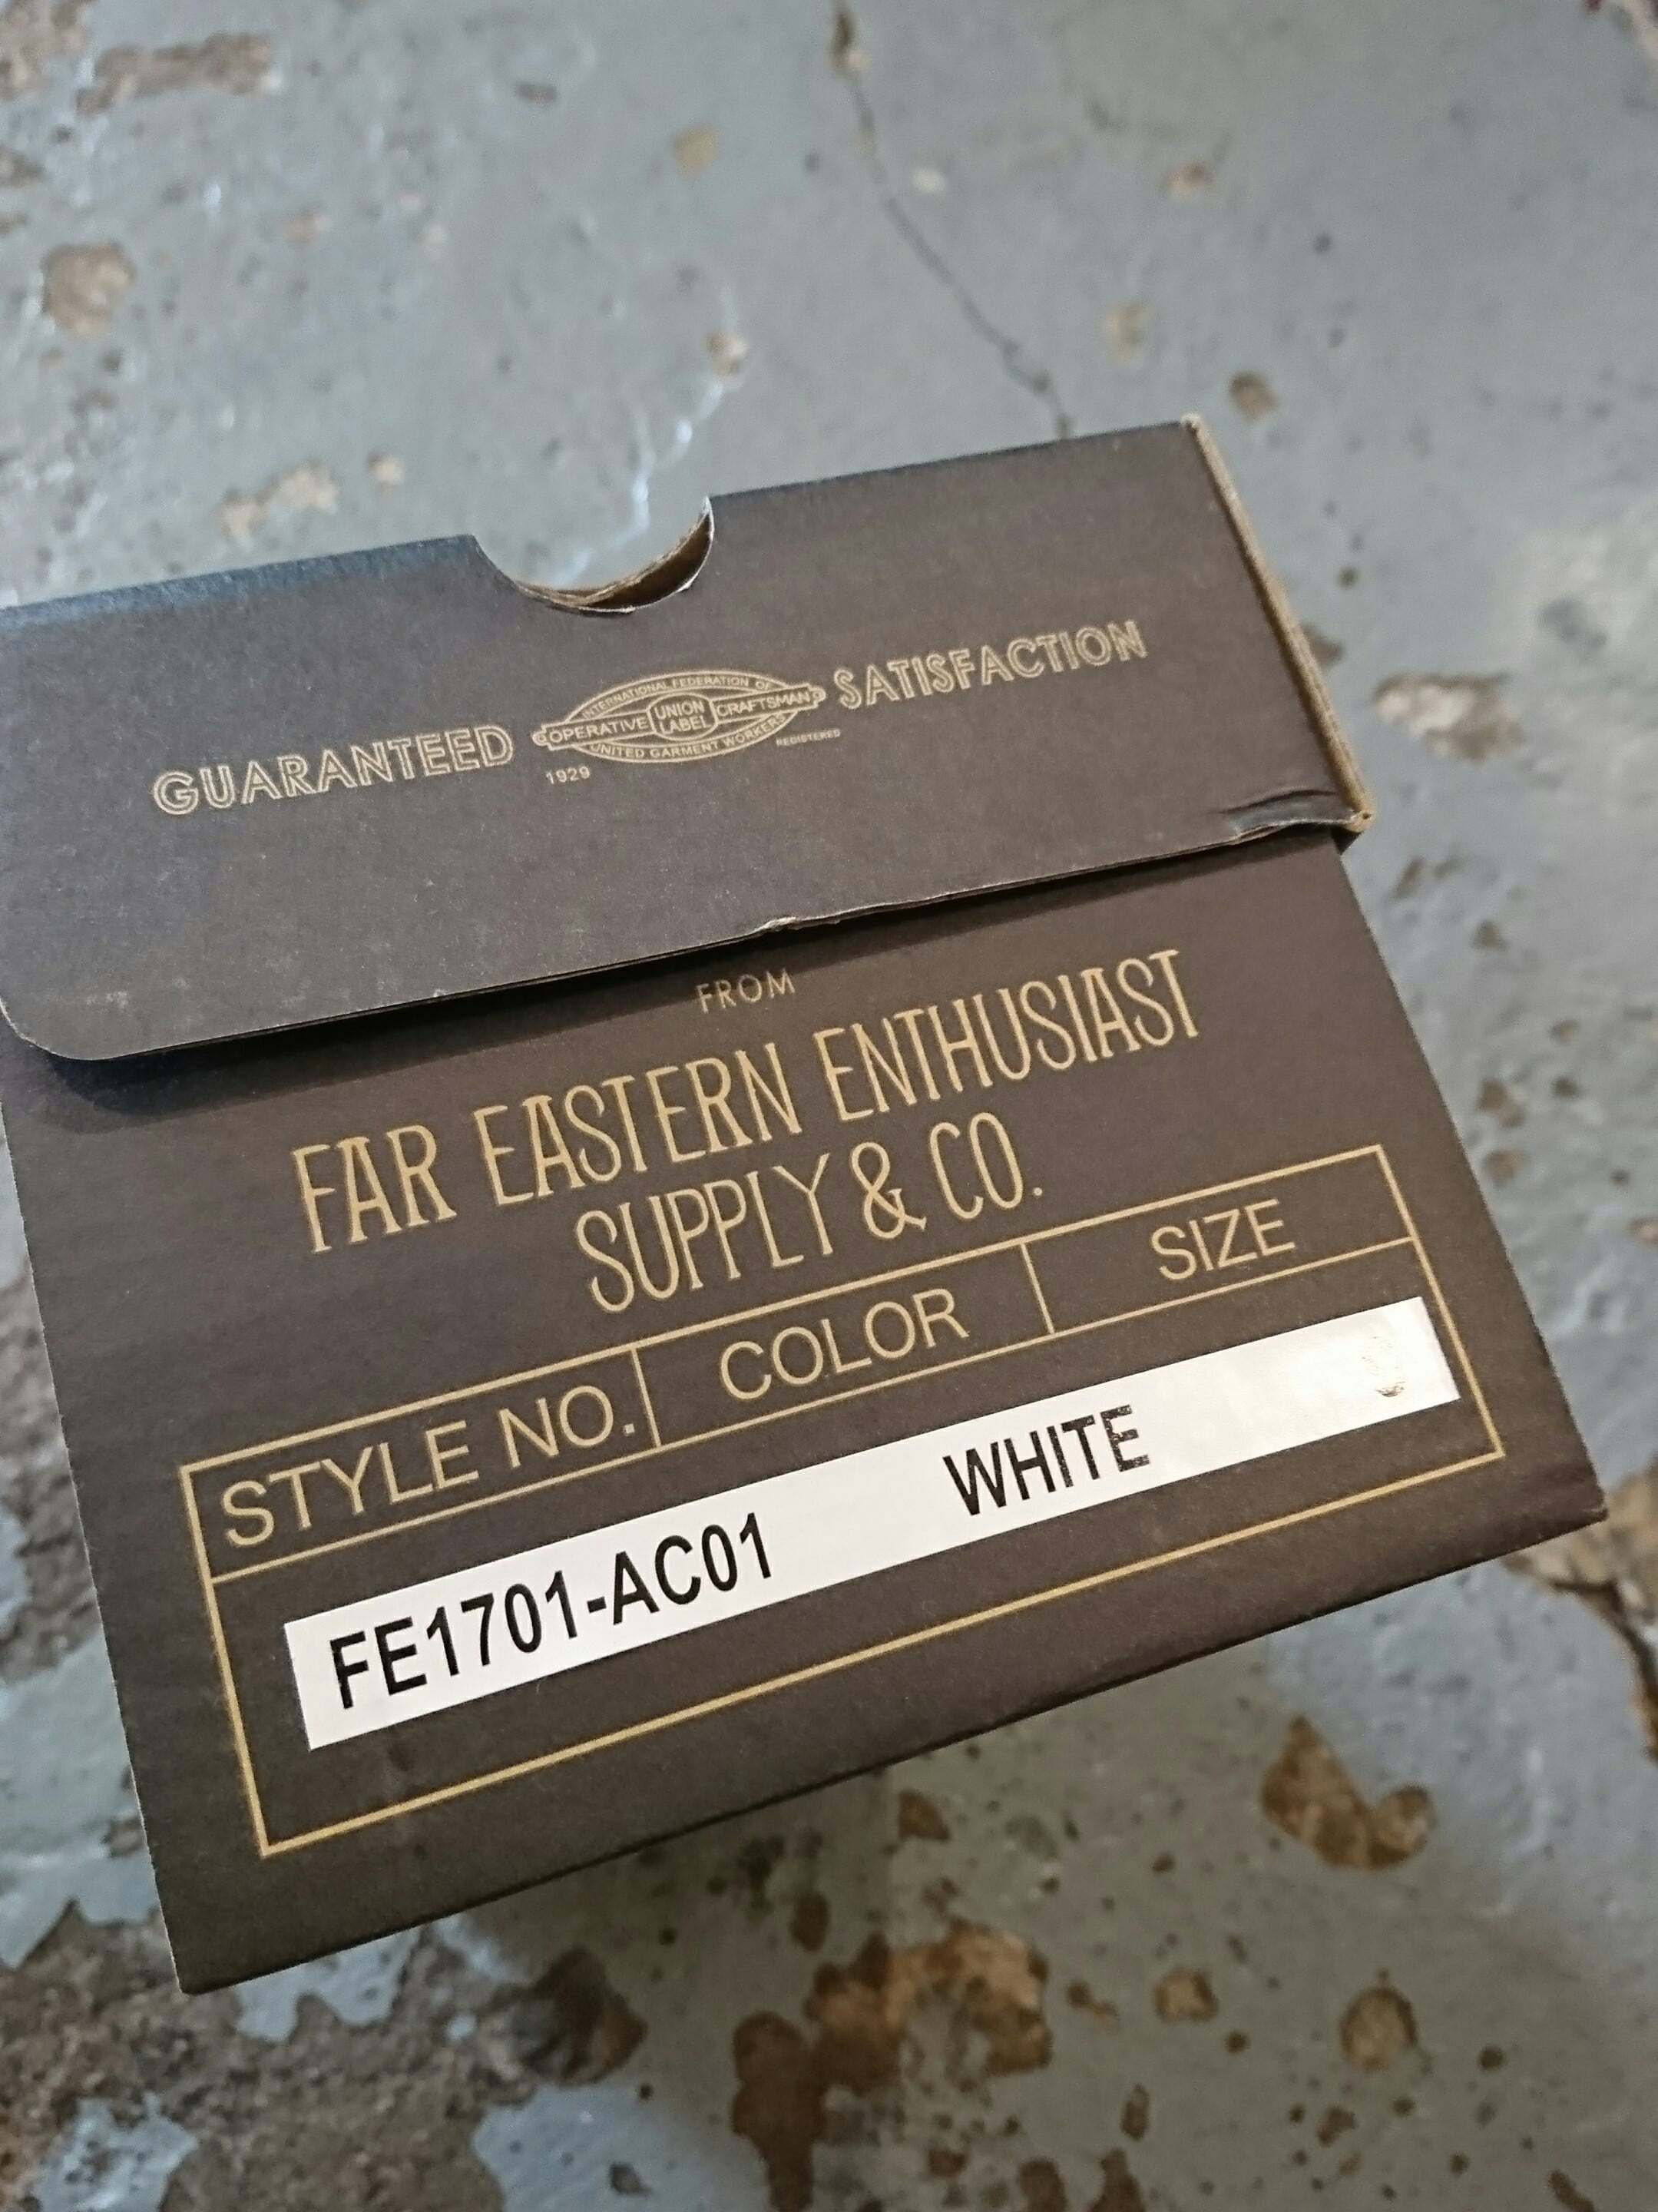 GUARANTEED
INTERNATIONAL FEDERATION OF
OPERATIVE UNION LABEL CRAFTSMAN
UNITED GARMENT WORKERS
1929
REGISTERED
SATISFACTION
FROM
FAR EASTERN ENTHUSIAST
SUPPLY & CO.
STYLE NO. COLOR SIZE
FE1701-AC01 WHITE